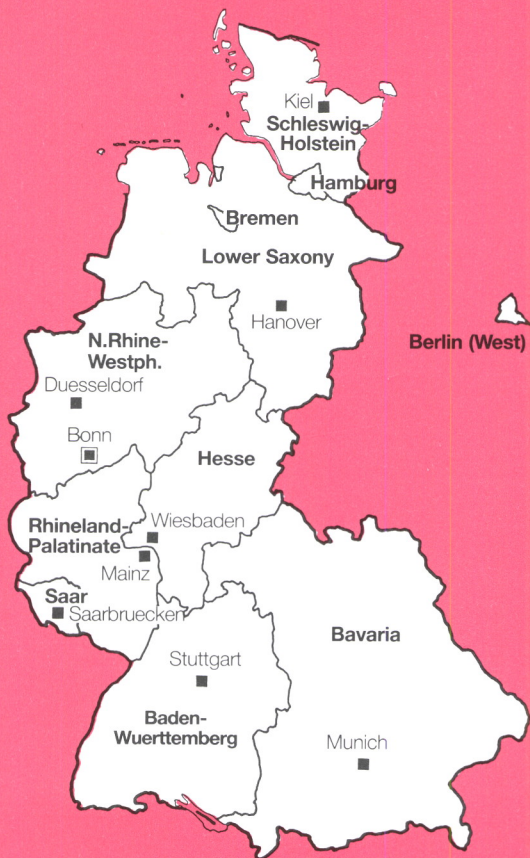 Kiel
Schleswig-
Holstein
Hamburg
Bremen
Lower Saxony
Hanover
Berlin (West)
N.Rhine-
Westph.
Duesseldorf
Bonn
Hesse
Rhineland-
Palatinate
Wiesbaden
Mainz
Saar
Saarbruecken
Bavaria
Stuttgart
Baden-
Wuerttemberg
Munich